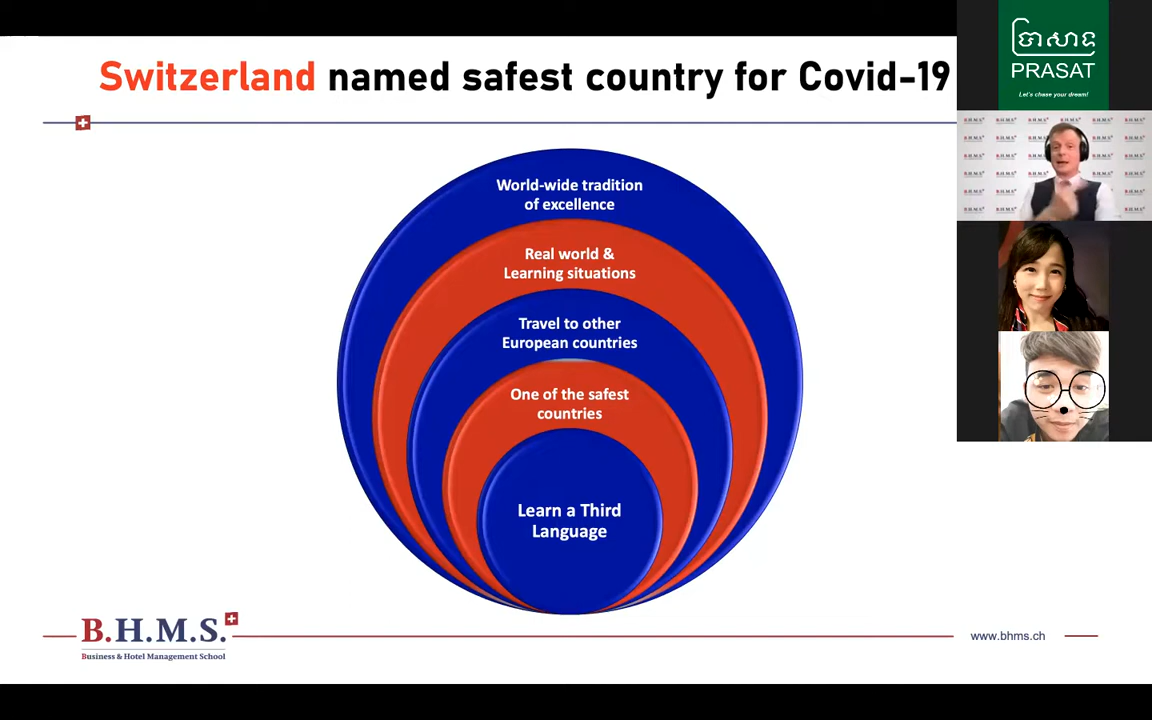 Switzerland named safest country for Covid-19
World-wide tradition
of excellence
Real world &
Learning situations
Travel to other
European countries
One of the safest
countries
Learn a Third
Language
B.H.M.S.
Business & Hotel Management School
www.bhms.ch
ប្រាសាទ
PRASAT
Let's chase your dream!